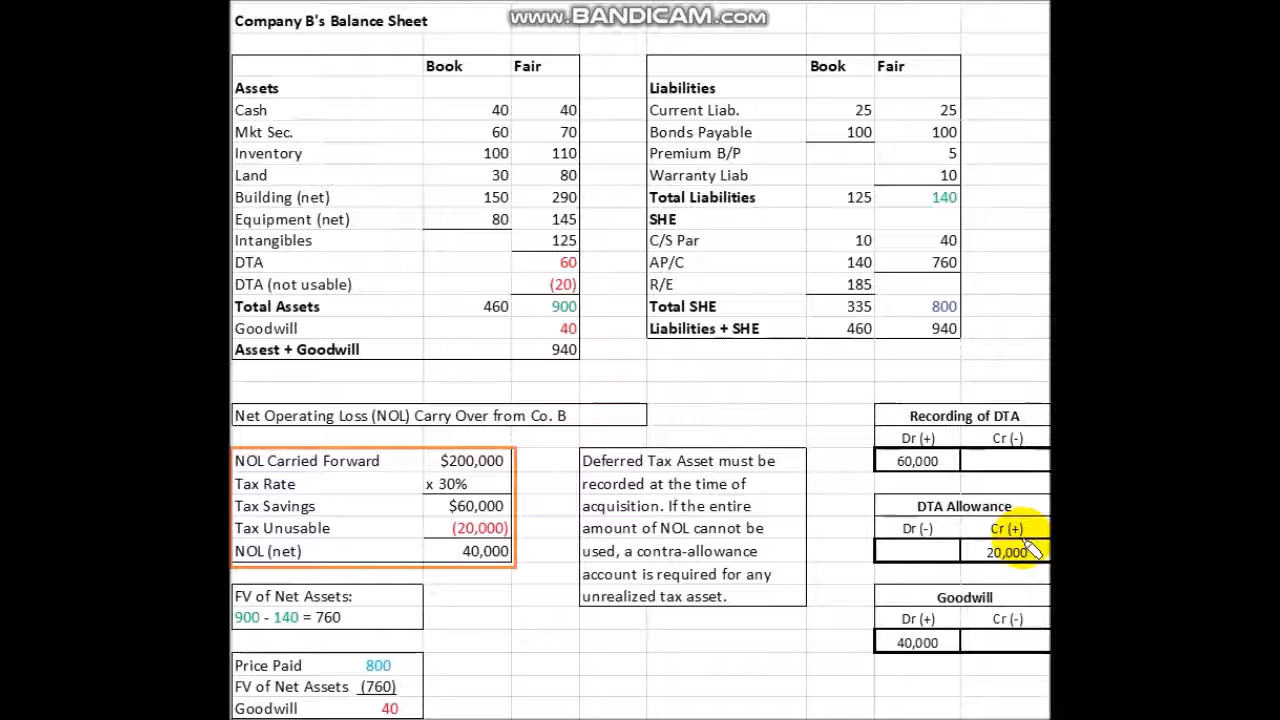 www.BANDICAM.com
Company B's Balance Sheet
Book Fair
Assets
Cash 40 40
Mkt Sec. 60 70
Inventory 100 110
Land 30 80
Building (net) 150 290
Equipment (net) 80 145
Intangibles 125
DTA 60
DTA (not usable) (20)
Total Assets 460 900
Goodwill 40
Assest + Goodwill 940
Book Fair
Liabilities
Current Liab. 25 25
Bonds Payable 100 100
Premium B/P 5
Warranty Liab 10
Total Liabilities 125 140
SHE
C/S Par 10 40
AP/C 140 760
R/E 185
Total SHE 335 800
Liabilities + SHE 460 940
Net Operating Loss (NOL) Carry Over from Co. B
NOL Carried Forward $200,000
Tax Rate x 30%
Tax Savings $60,000
Tax Unusable (20,000)
NOL (net) 40,000
Deferred Tax Asset must be
recorded at the time of
acquisition. If the entire
amount of NOL cannot be
used, a contra-allowance
account is required for any
unrealized tax asset.
Recording of DTA
Dr (+) Cr (-)
60,000
DTA Allowance
Dr (-) Cr (+)
20,000
Goodwill
Dr (+) Cr (-)
40,000
FV of Net Assets:
900 - 140 = 760
Price Paid 800
FV of Net Assets (760)
Goodwill 40